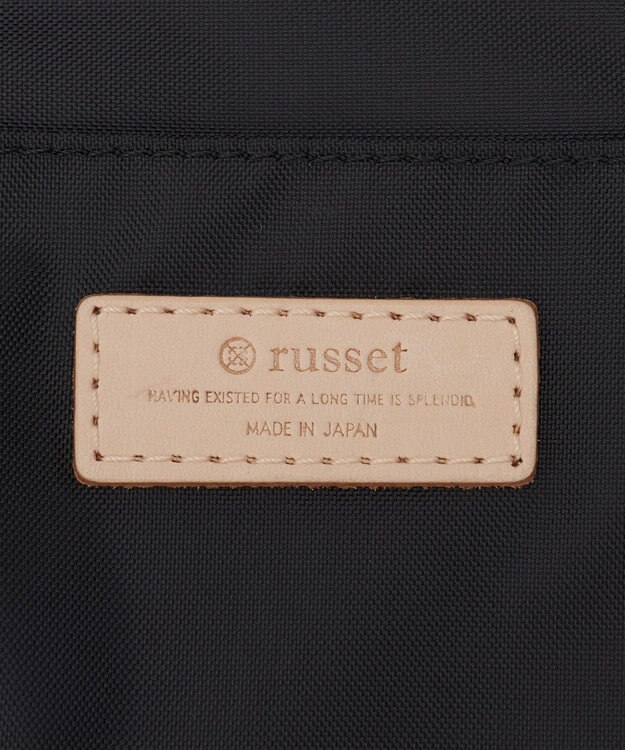 russet
HAVING EXISTED FOR A LONG TIME IS SPLENDID.
MADE IN JAPAN